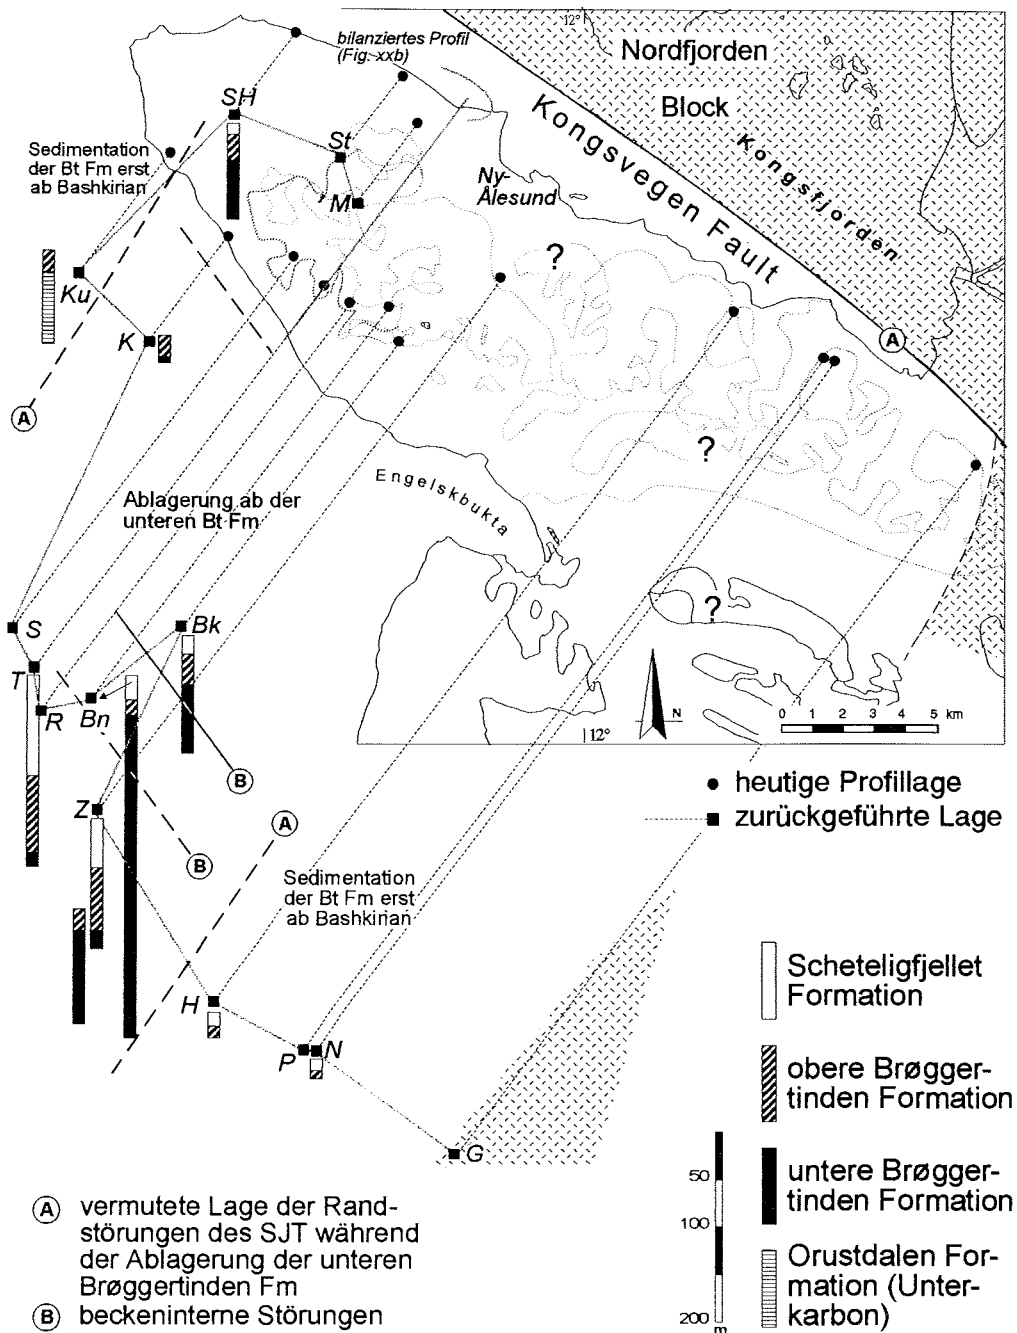 12°
Nordfjorden
Block
bilanziertes Profil
(Fig. xxb)
Kongsvegen Fault
Kongsfjorden
SH
St
M
Ny-
Ålesund
Sedimentation
der Bt Fm erst
ab Bashkirian
?
Ku
K
A
A
?
Engelskbukta
Ablagerung ab der
unteren Bt Fm
?
S
Bk
T
R
Bn
N
0 1 2 3 4 5 km
12°
B
Z
A
B
heutige Profillage
zurückgeführte Lage
Sedimentation
der Bt Fm erst
ab Bashkirian
H
P
N
G
Scheteligfjellet
Formation
obere Brøgger-
tinden Formation
untere Brøgger-
tinden Formation
Orustdalen For-
mation (Unter-
karbon)
50
100
200
m
A vermutete Lage der Rand-
störungen des SJT während
der Ablagerung der unteren
Brøggertinden Fm
B beckeninterne Störungen